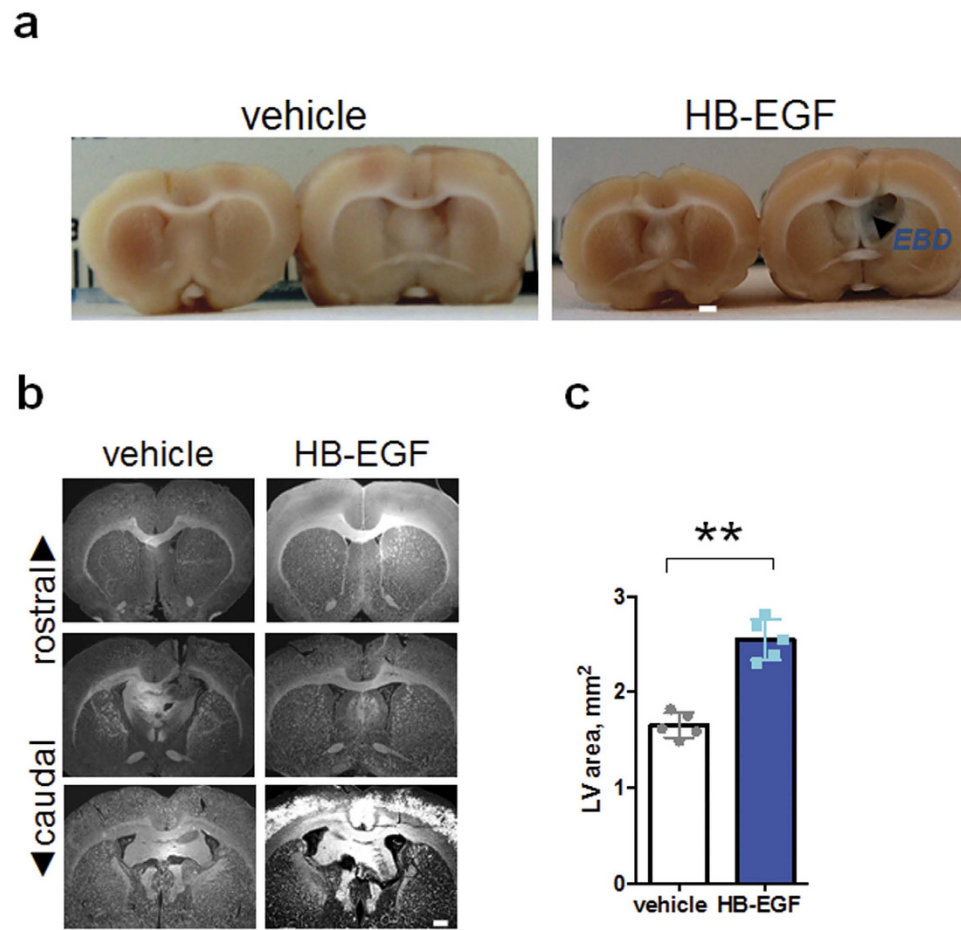 a
vehicle
HB-EGF
EBD
b
vehicle
HB-EGF
rostral
caudal
c
**
LV area, mm²
3
2
1
0
vehicle
HB-EGF